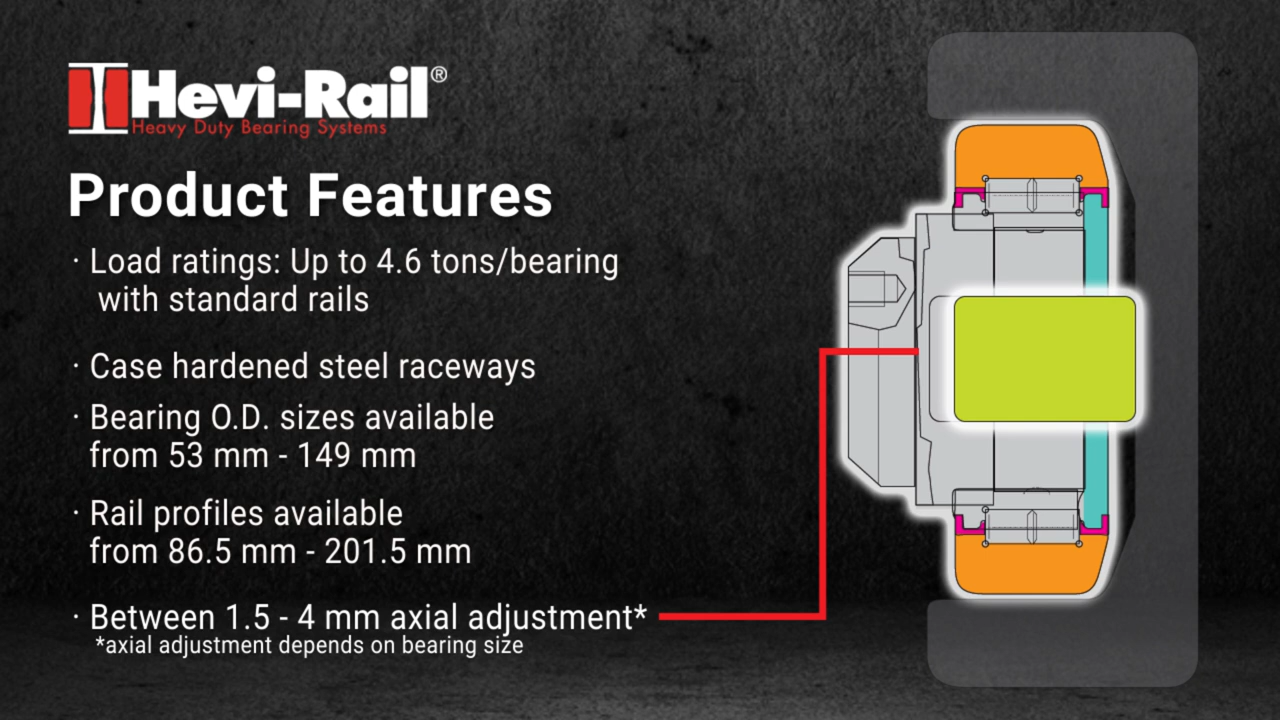 Hevi-Rail®
Heavy Duty Bearing Systems
Product Features
· Load ratings: Up to 4.6 tons/bearing
with standard rails
· Case hardened steel raceways
· Bearing O.D. sizes available
from 53 mm - 149 mm
· Rail profiles available
from 86.5 mm - 201.5 mm
· Between 1.5 - 4 mm axial adjustment*
*axial adjustment depends on bearing size